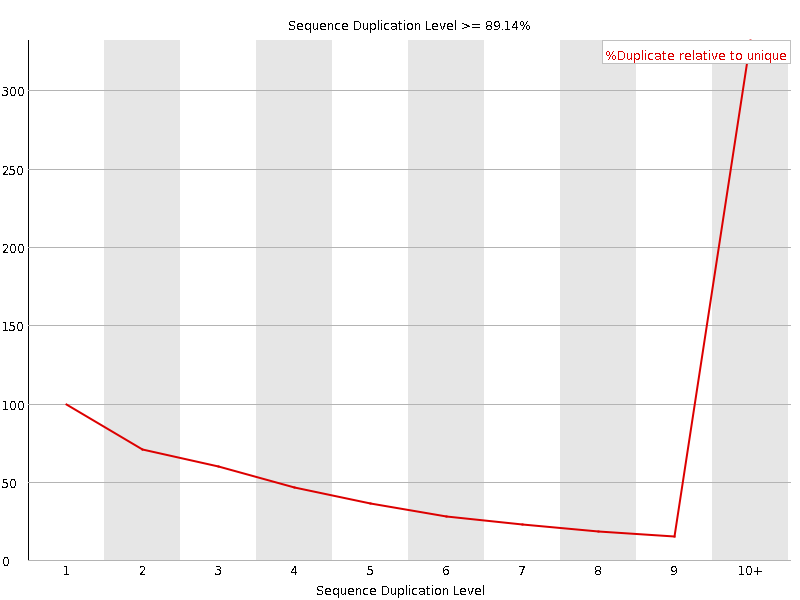 Sequence Duplication Level >= 89.14%
%Duplicate relative to unique
300
250
200
150
100
50
0
1 2 3 4 5 6 7 8 9 10+
Sequence Duplication Level